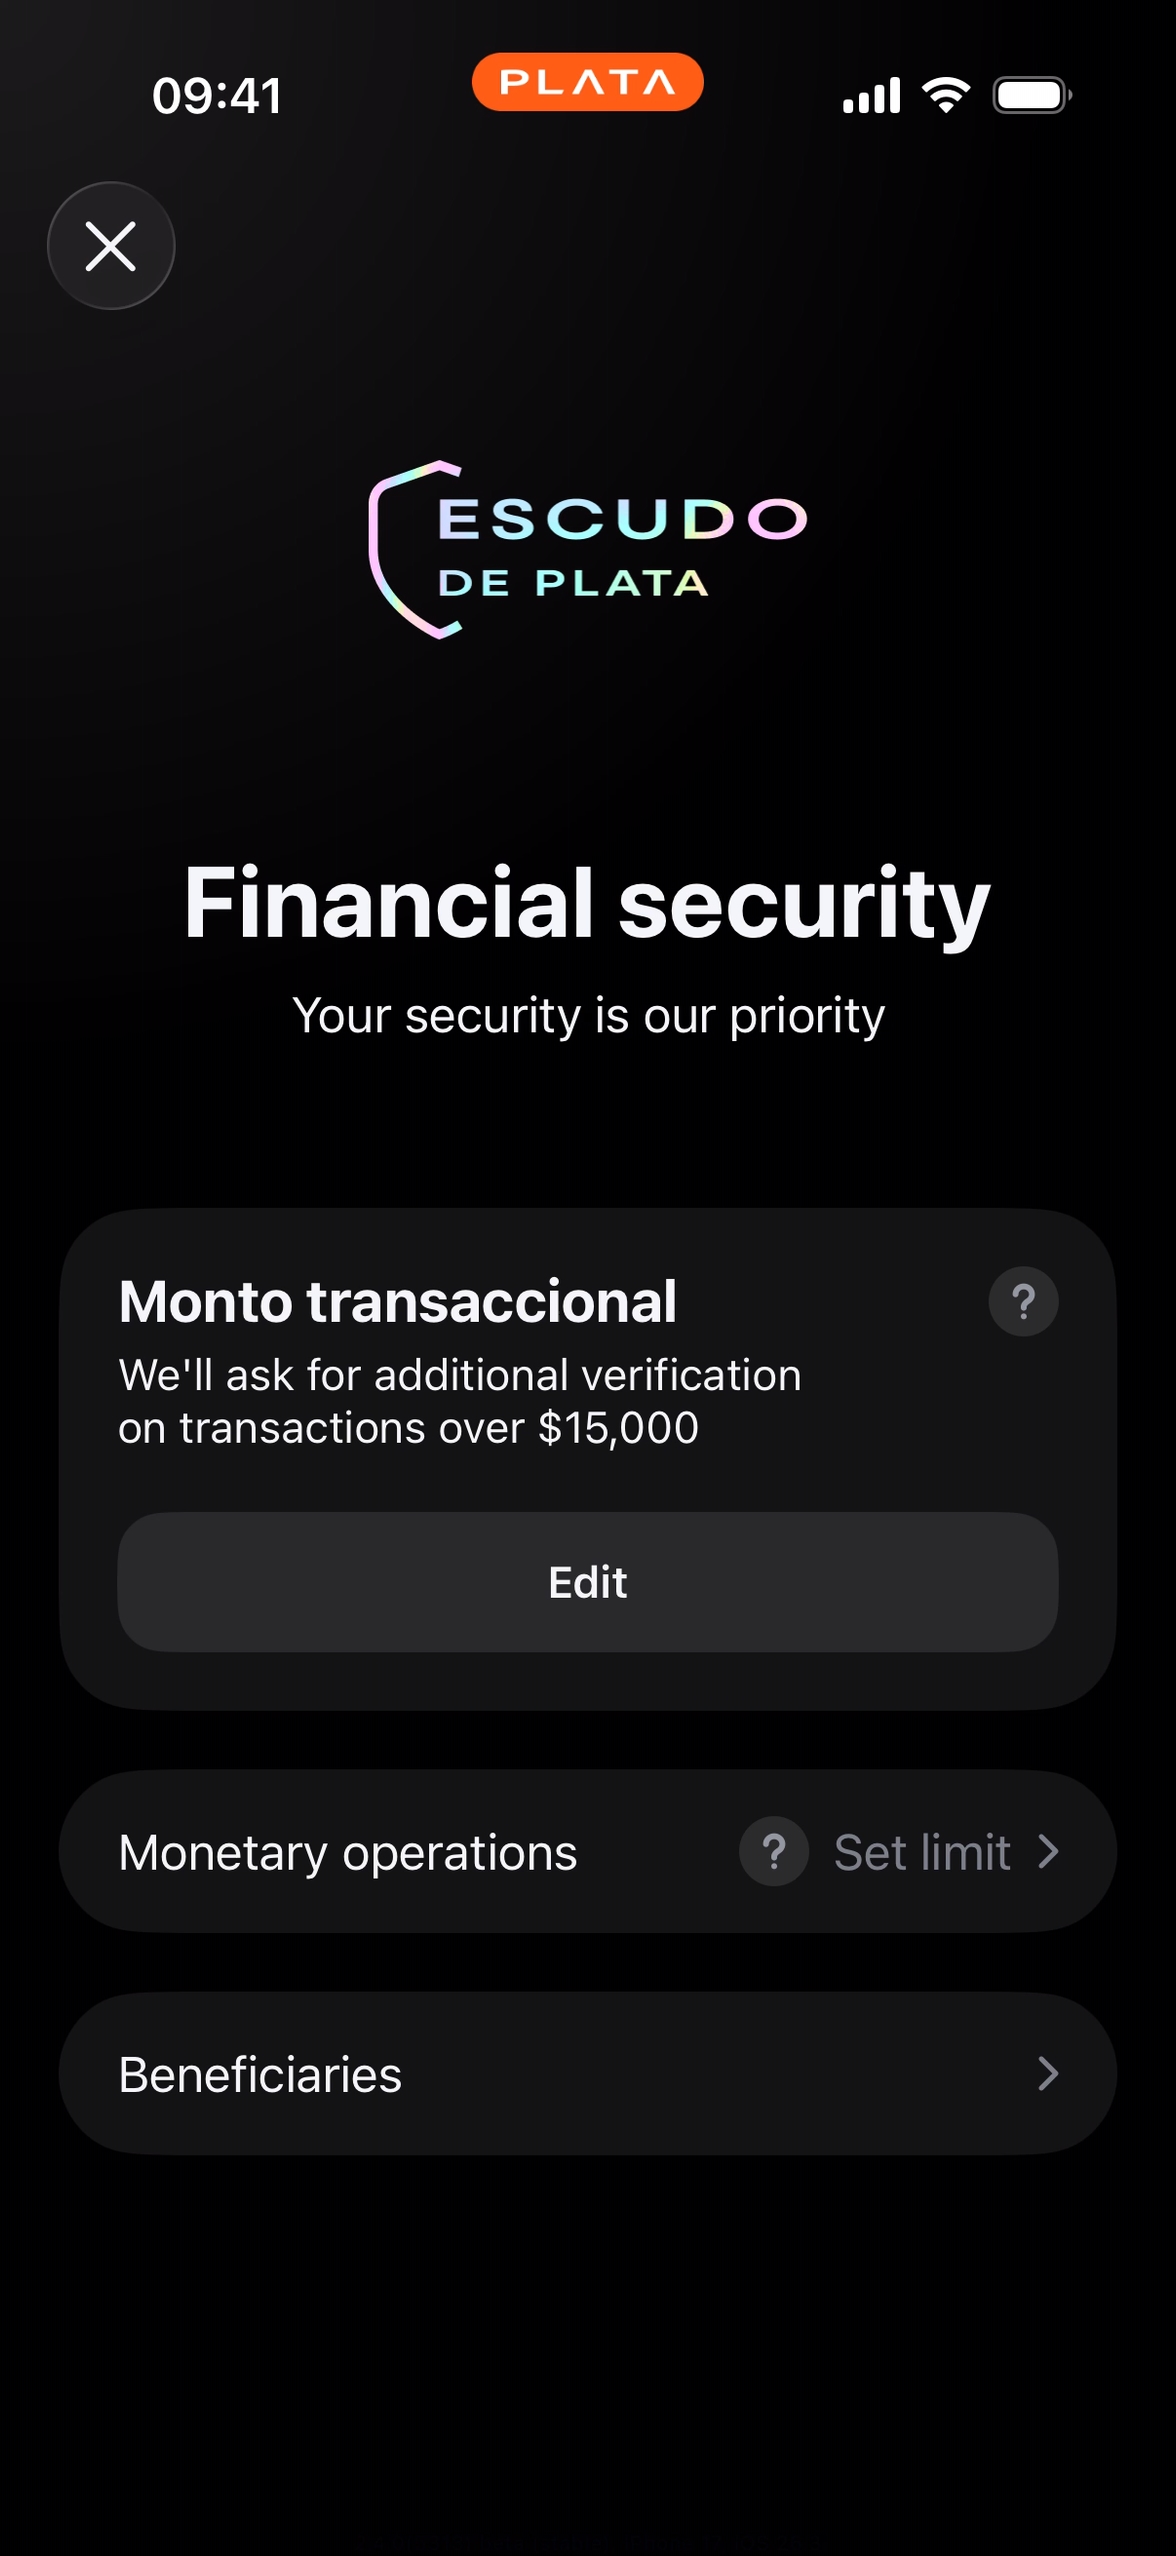 09:41
PLATA
ESCUDO
DE PLATA
Financial security
Your security is our priority
Monto transaccional
?
We'll ask for additional verification
on transactions over $15,000
Edit
Monetary operations ? Set limit
Beneficiaries